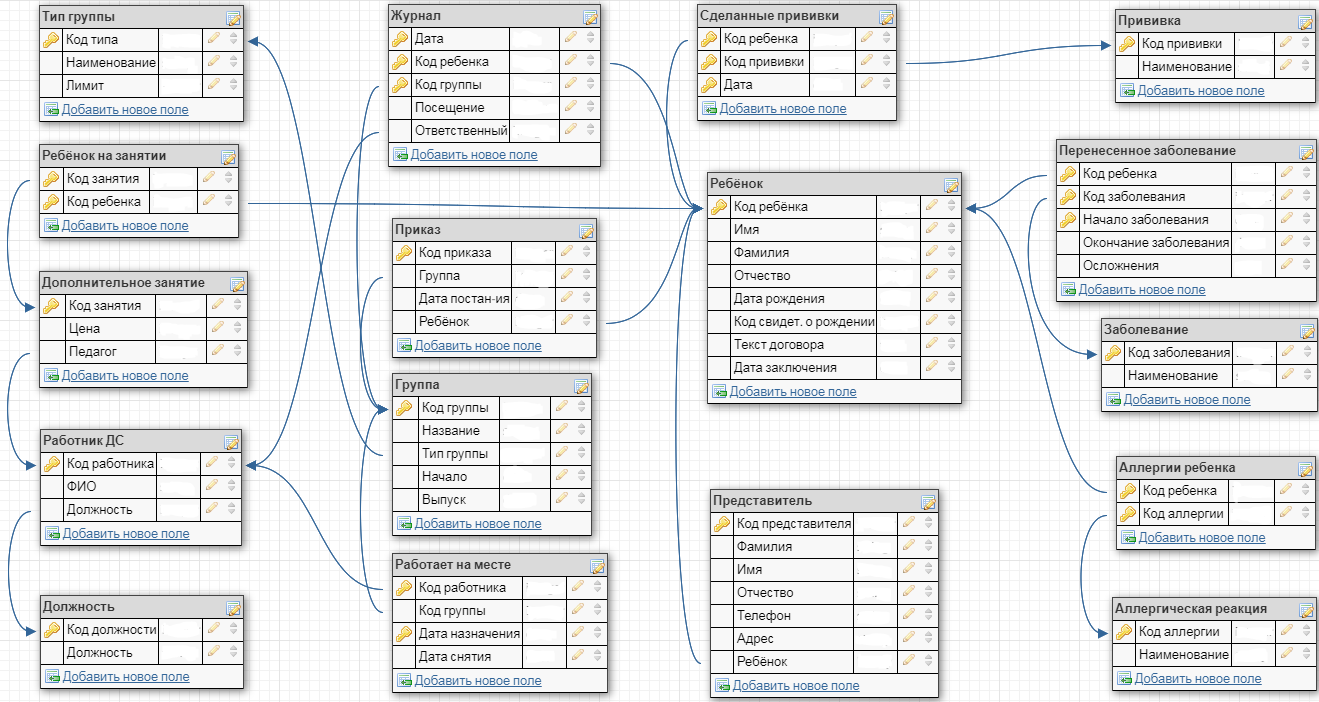 Тип группы
Код типа
Наименование
Лимит
Добавить новое поле
Ребёнок на занятии
Код занятия
Код ребенка
Добавить новое поле
Дополнительное занятие
Код занятия
Цена
Педагог
Добавить новое поле
Работник ДС
Код работника
ФИО
Должность
Добавить новое поле
Должность
Код должности
Должность
Добавить новое поле
Журнал
Дата
Код ребенка
Код группы
Посещение
Ответственный
Добавить новое поле
Приказ
Код приказа
Группа
Дата постан-ия
Ребёнок
Добавить новое поле
Группа
Код группы
Название
Тип группы
Начало
Выпуск
Добавить новое поле
Работает на месте
Код работника
Код группы
Дата назначения
Дата снятия
Добавить новое поле
Сделанные прививки
Код ребенка
Код прививки
Дата
Добавить новое поле
Ребёнок
Код ребёнка
Имя
Фамилия
Отчество
Дата рождения
Код свидет. о рождении
Текст договора
Дата заключения
Добавить новое поле
Представитель
Код представителя
Фамилия
Имя
Отчество
Телефон
Адрес
Ребёнок
Добавить новое поле
Прививка
Код прививки
Наименование
Добавить новое поле
Перенесенное заболевание
Код ребенка
Код заболевания
Начало заболевания
Окончание заболевания
Осложнения
Добавить новое поле
Заболевание
Код заболевания
Наименование
Добавить новое поле
Аллергии ребенка
Код ребенка
Код аллергии
Добавить новое поле
Аллергическая реакция
Код аллергии
Наименование
Добавить новое поле